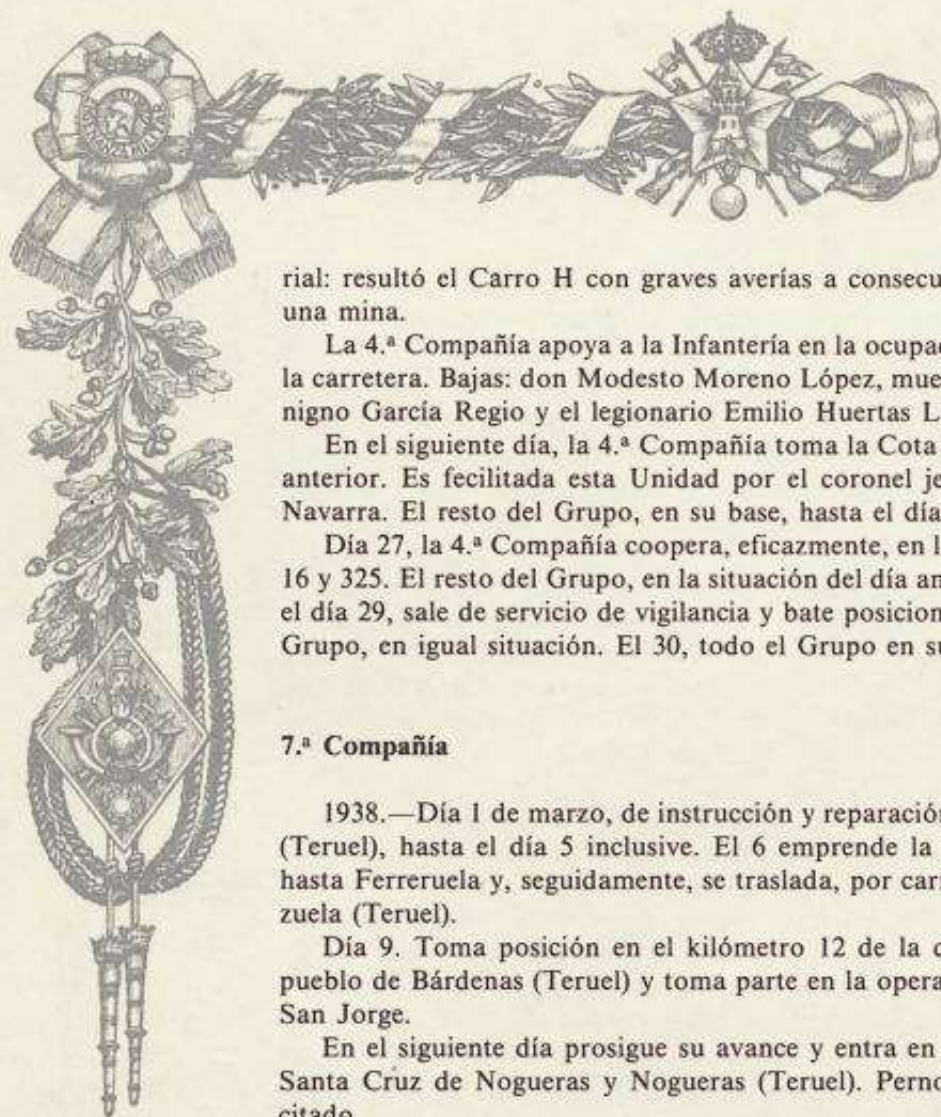 rial: resultó el Carro H con graves averías a consecu
una mina.
La 4.ª Compañía apoya a la Infantería en la ocupac
la carretera. Bajas: don Modesto Moreno López, mue
nigno García Regio y el legionario Emilio Huertas L
En el siguiente día, la 4.ª Compañía toma la Cota
anterior. Es fecilitada esta Unidad por el coronel je
Navarra. El resto del Grupo, en su base, hasta el día
Día 27, la 4.ª Compañía coopera, eficazmente, en l
16 y 325. El resto del Grupo, en la situación del día an
el día 29, sale de servicio de vigilancia y bate posicion
Grupo, en igual situación. El 30, todo el Grupo en su
7.ª Compañía
1938.—Día 1 de marzo, de instrucción y reparación
(Teruel), hasta el día 5 inclusive. El 6 emprende la
hasta Ferreruela y, seguidamente, se traslada, por carr
zuela (Teruel).
Día 9. Toma posición en el kilómetro 12 de la c
pueblo de Bárdenas (Teruel) y toma parte en la opera
San Jorge.
En el siguiente día prosigue su avance y entra en
Santa Cruz de Nogueras y Nogueras (Teruel). Perno
citado